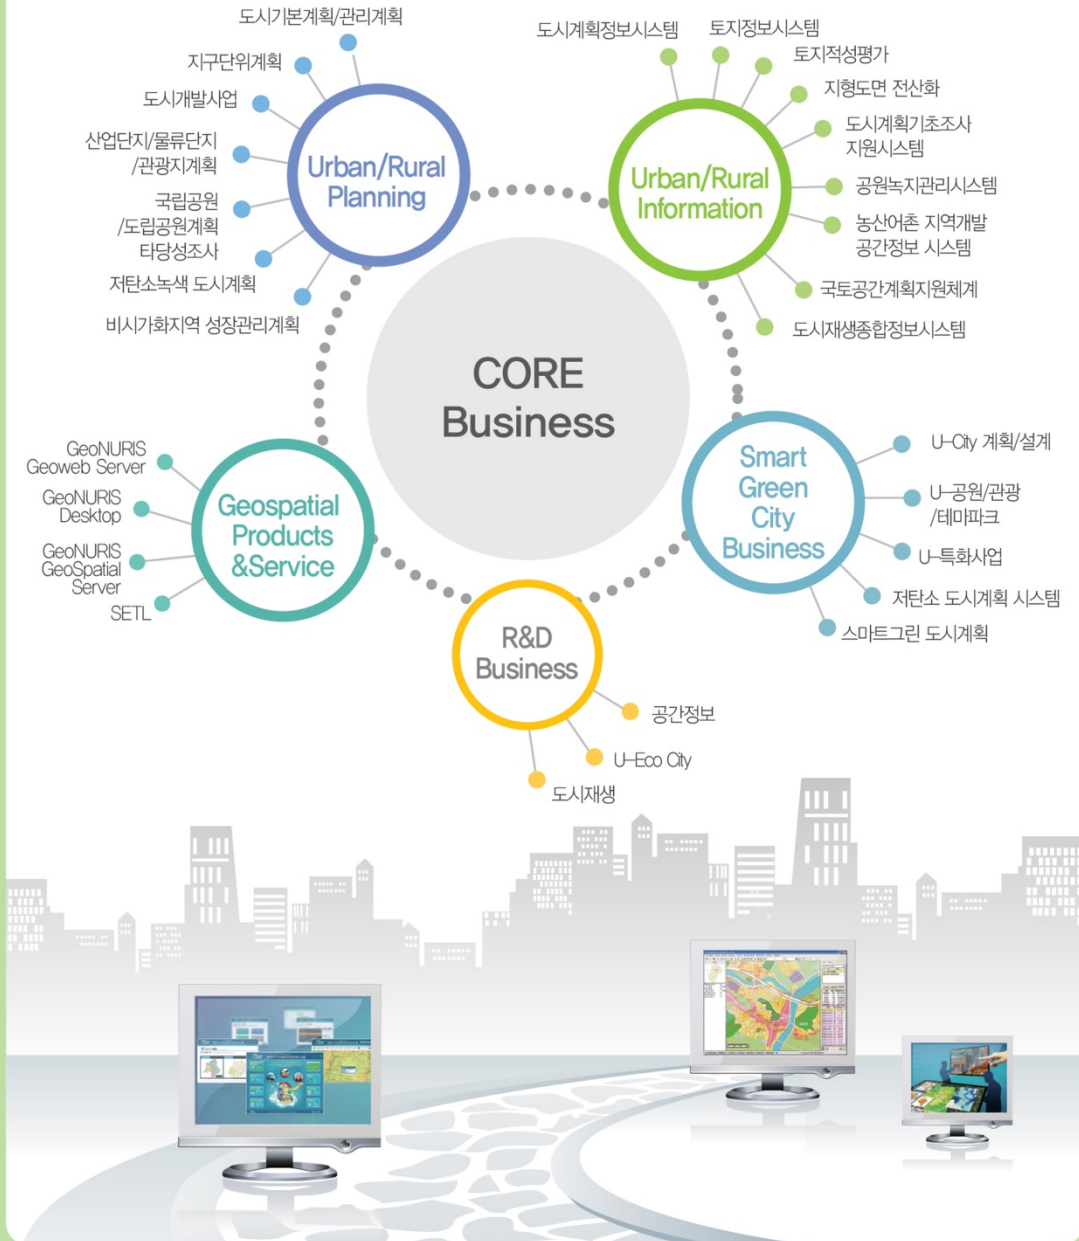 도시기본계획/관리계획
지구단위계획
도시개발사업
산업단지/물류단지
/관광지계획
국립공원
/도립공원계획
타당성조사
저탄소녹색 도시계획
비시가화지역 성장관리계획
Urban/Rural
Planning
도시계획정보시스템
토지정보시스템
토지적성평가
지형도면 전산화
도시계획기초조사
지원시스템
공원녹지관리시스템
농산어촌 지역개발
공간정보 시스템
국토공간계획지원체계
도시재생종합정보시스템
Urban/Rural
Information
CORE
Business
GeoNURIS
Geoweb Server
GeoNURIS
Desktop
GeoNURIS
GeoSpatial
Server
SETL
Geospatial
Products
&Service
Smart
Green
City
Business
U-City 계획/설계
U-공원/관광
/테마파크
U-특화사업
저탄소 도시계획 시스템
스마트그린 도시계획
R&D
Business
공간정보
U-Eco City
도시재생